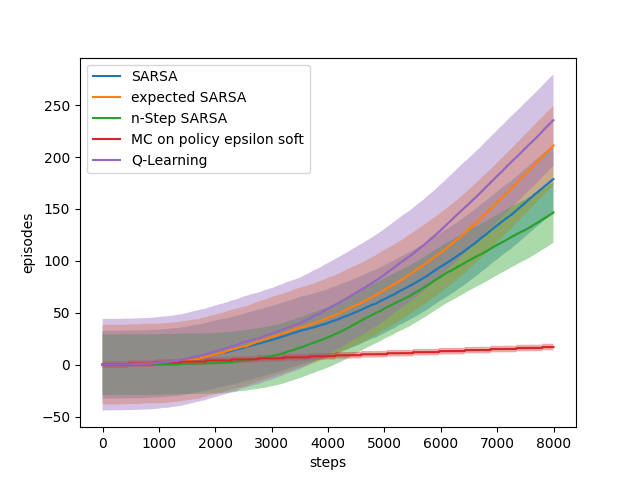 SARSA
expected SARSA
n-Step SARSA
MC on policy epsilon soft
Q-Learning
episodes
250
200
150
100
50
0
−50
0 1000 2000 3000 4000 5000 6000 7000 8000
steps